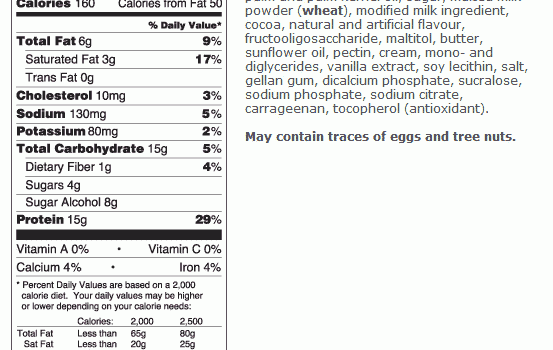 Calories 160 Calories from Fat 50
% Daily Value*
Total Fat 6g 9%
Saturated Fat 3g 17%
Trans Fat 0g
Cholesterol 10mg 3%
Sodium 130mg 5%
Potassium 80mg 2%
Total Carbohydrate 15g 5%
Dietary Fiber 1g 4%
Sugars 4g
Sugar Alcohol 8g
Protein 15g 29%
Vitamin A 0% • Vitamin C 0%
Calcium 4% • Iron 4%
* Percent Daily Values are based on a 2,000
calorie diet. Your daily values may be higher
or lower depending on your calorie needs:
Calories: 2,000 2,500
Total Fat Less than 65g 80g
Sat Fat Less than 20g 25g
powder (wheat), modified milk ingredient,
cocoa, natural and artificial flavour,
fructooligosaccharide, maltitol, butter,
sunflower oil, pectin, cream, mono- and
diglycerides, vanilla extract, soy lecithin, salt,
gellan gum, dicalcium phosphate, sucralose,
sodium phosphate, sodium citrate,
carrageenan, tocopherol (antioxidant).
May contain traces of eggs and tree nuts.